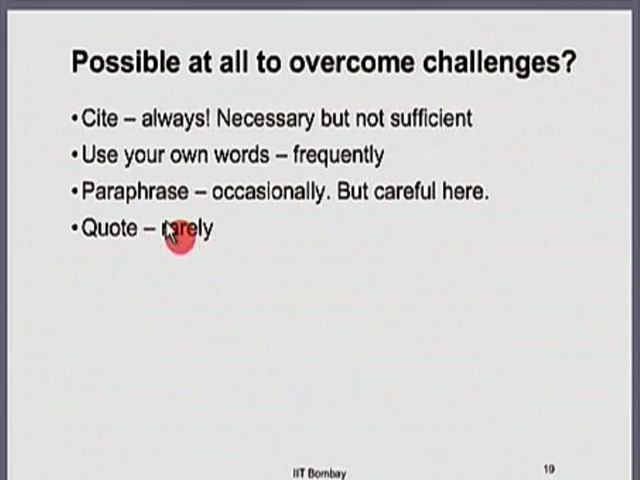 Possible at all to overcome challenges?
• Cite – always! Necessary but not sufficient
• Use your own words – frequently
• Paraphrase – occasionally. But careful here.
• Quote – rarely
IIT Bombay
19